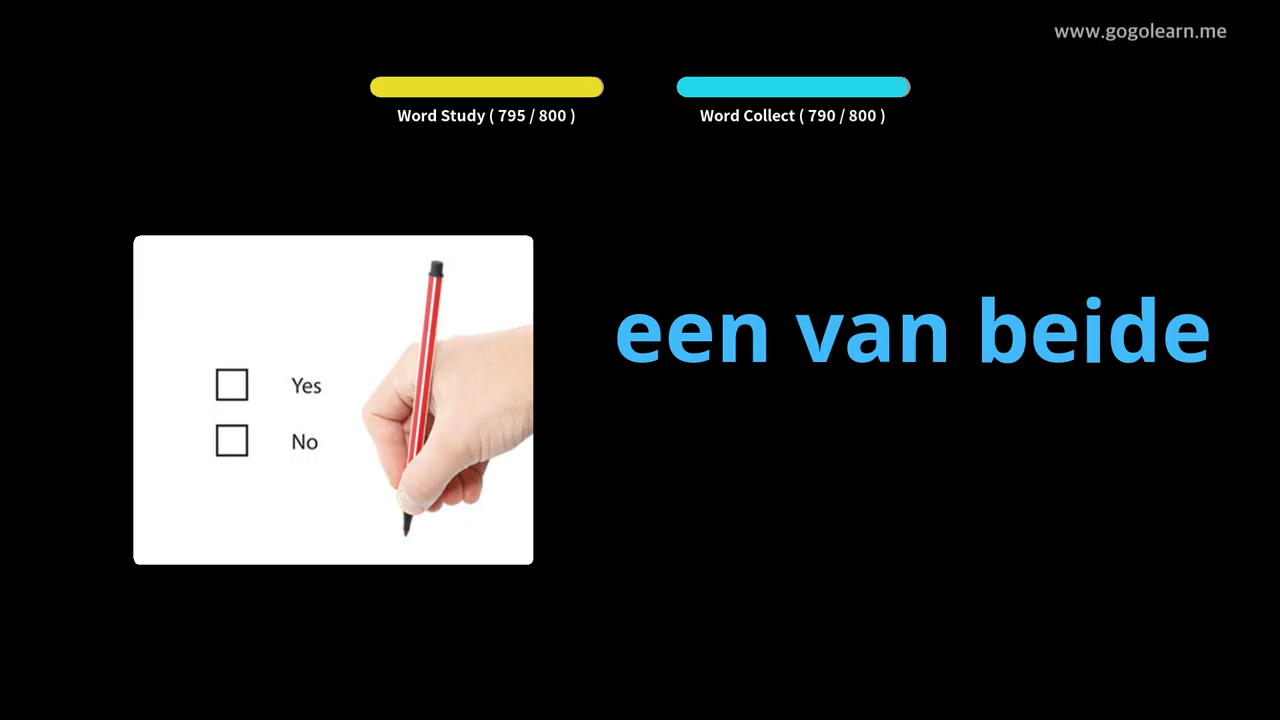 www.gogolearn.me
Word Study ( 795 / 800 )
Word Collect ( 790 / 800 )
een van beide
Yes
No